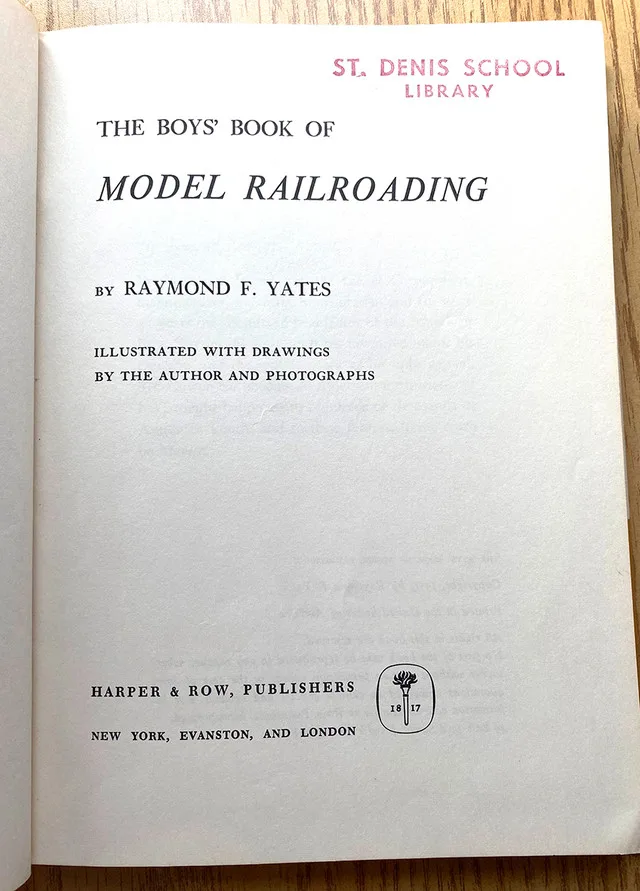 ST. DENIS SCHOOL
LIBRARY
THE BOYS' BOOK OF
MODEL RAILROADING
BY RAYMOND F. YATES
ILLUSTRATED WITH DRAWINGS
BY THE AUTHOR AND PHOTOGRAPHS
HARPER & ROW, PUBLISHERS
18 17
NEW YORK, EVANSTON, AND LONDON